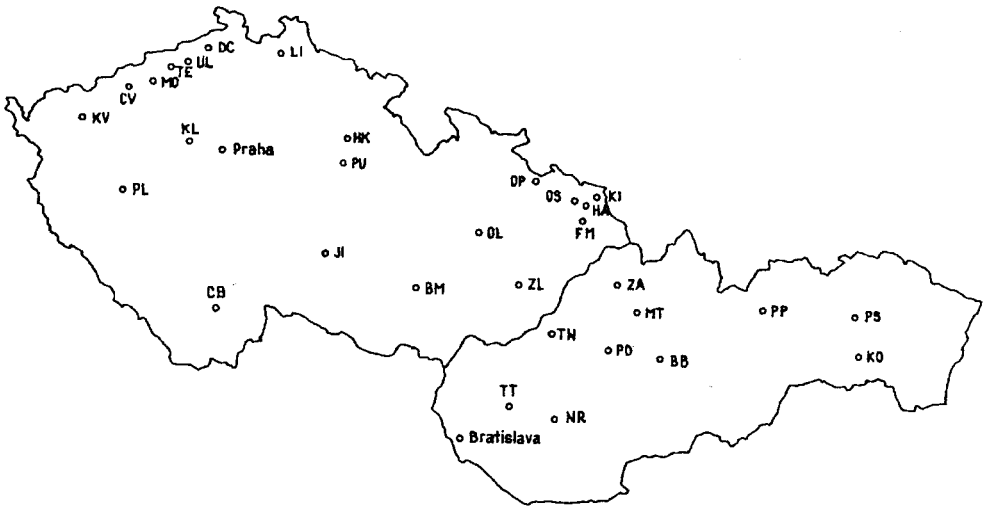 DC
LI
UL
TE
MO
CV
KV
KL
Praha
HK
PU
PL
OP
OS
KI
HA
FM
OL
JI
BM
ZL
ZA
CB
MT
PP
PS
TN
PD
BB
KO
TT
NR
Bratislava